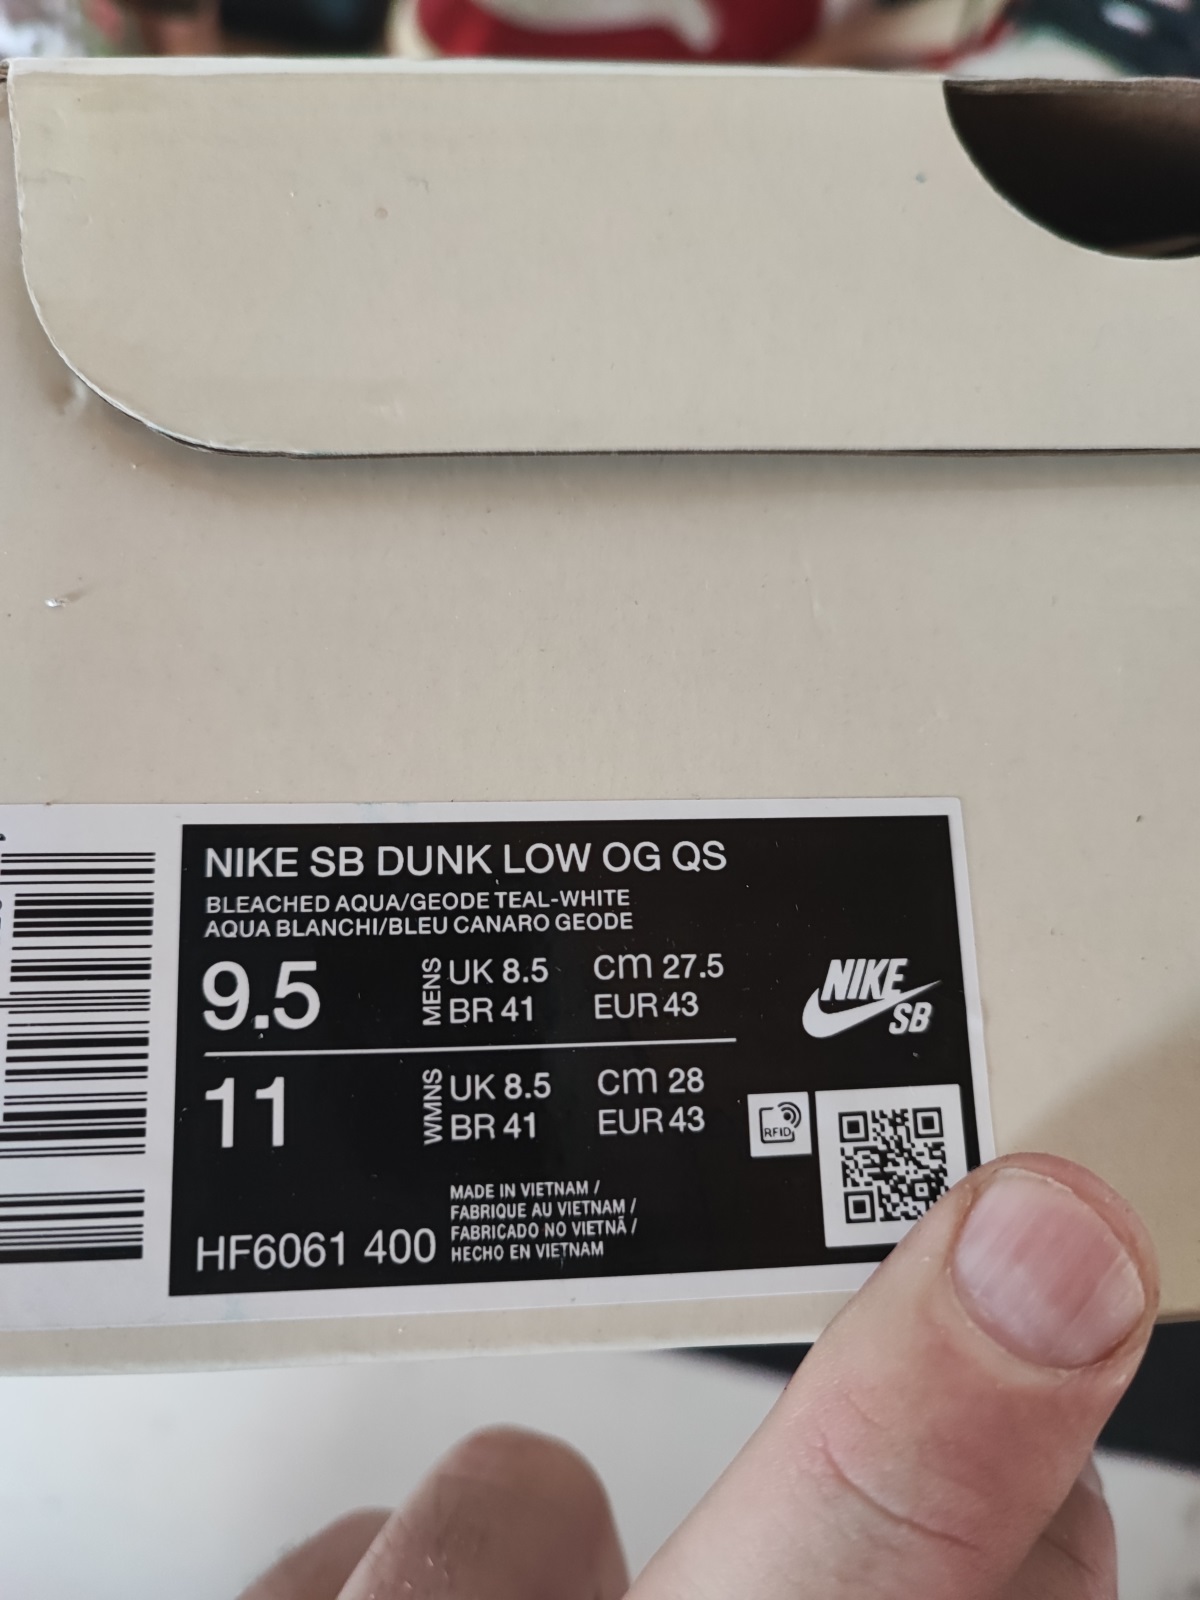 NIKE SB DUNK LOW OG QS
BLEACHED AQUA/GEODE TEAL-WHITE
AQUA BLANCHI/BLEU CANARO GEODE
9.5 MENS UK 8.5 cm 27.5
BR 41 EUR 43
NIKE
SB
11 WMNS UK 8.5 cm 28
BR 41 EUR 43
RFID
MADE IN VIETNAM /
FABRIQUE AU VIETNAM /
FABRICADO NO VIETNÃ /
HF6061 400 HECHO EN VIETNAM